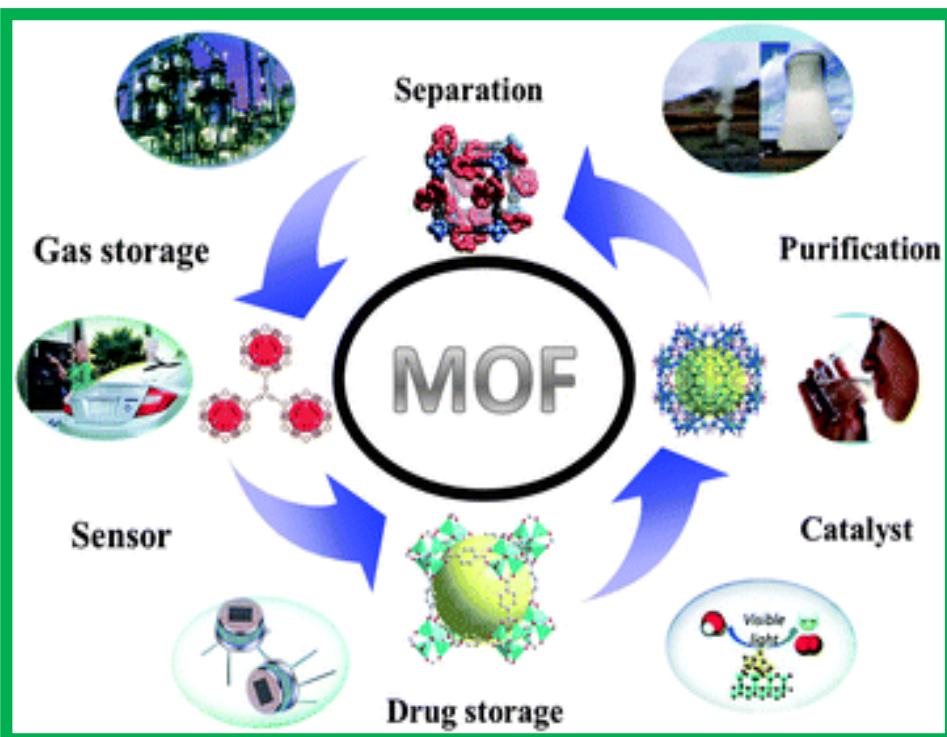 Separation
Gas storage
Purification
MOF
Sensor
Catalyst
Visible
light
Drug storage